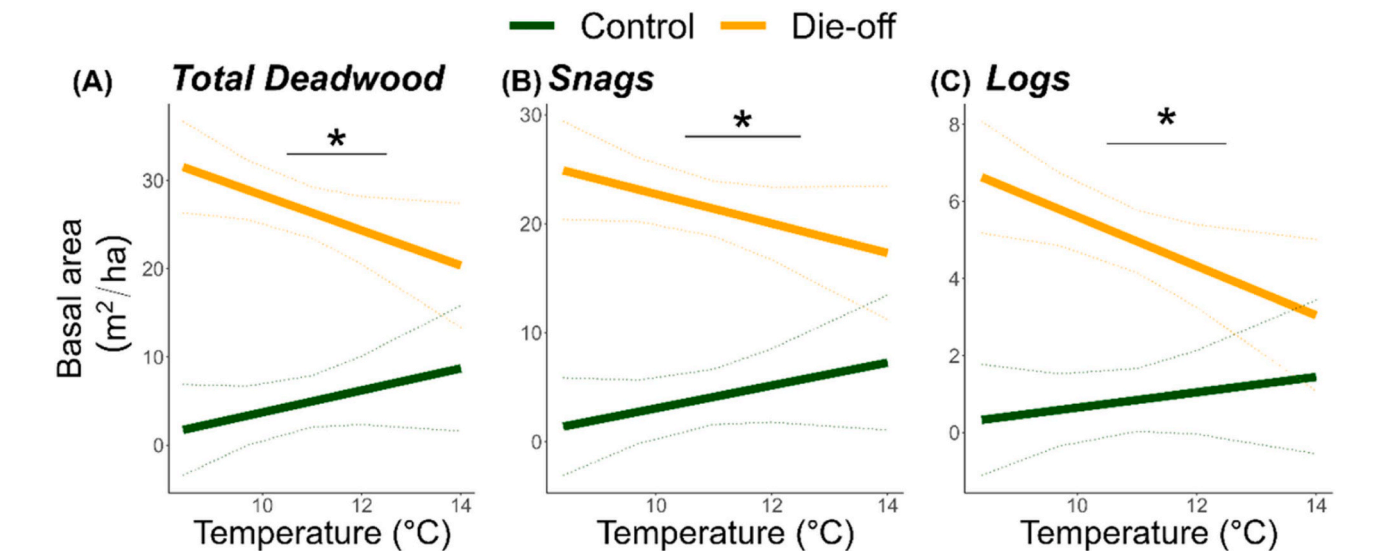 Control Die-off
(A) Total Deadwood (B) Snags (C) Logs
* * *
Basal area
(m²/ha)
30
20
10
0
30
20
10
0
8
6
4
2
0
10 12 14 10 12 14 10 12 14
Temperature (°C) Temperature (°C) Temperature (°C)